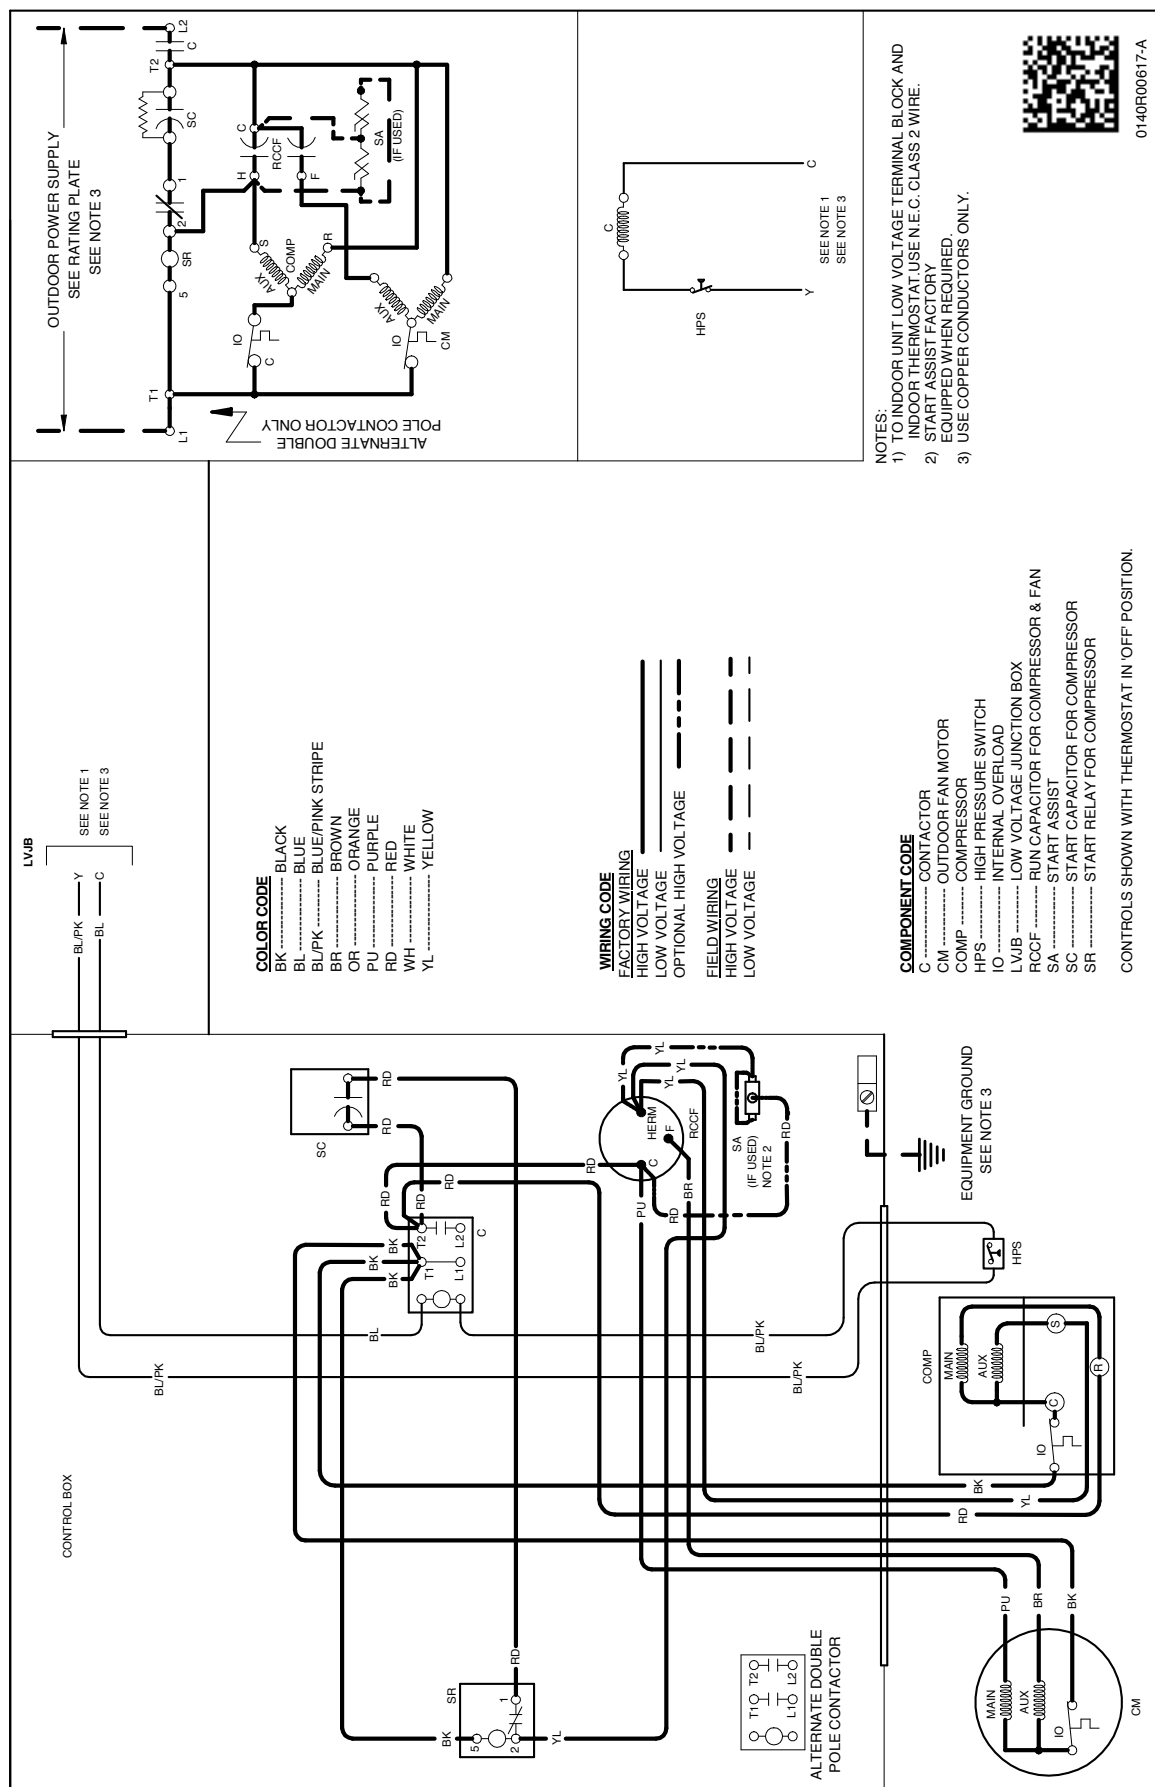 CONTROL BOX
LVJB
BL/PK
Y
BL
C
SEE NOTE 1
SEE NOTE 3
BL/PK
BL
BL/PK
BL/PK
SC
RD
RD
RD
RD
RD
RD
BK
BK
BK
T2
T1
L2
L1
C
SR
BK
5
1
2
RD
YL
HERM
F
C
RCCF
YL
YL
YL
YL
SA
(IF USED)
NOTE 2
RD
RD
PU
BR
ALTERNATE DOUBLE
POLE CONTACTOR
T1
T2
L1
L2
EQUIPMENT GROUND
SEE NOTE 3
HPS
COMP
MAIN
AUX
S
R
C
IO
BK
YL
RD
PU
BR
BK
MAIN
AUX
IO
CM
COLOR CODE
BK ------------- BLACK
BL ------------- BLUE
BL/PK -------- BLUE/PINK STRIPE
BR ------------- BROWN
OR ------------- ORANGE
PU ------------- PURPLE
RD ------------- RED
WH ------------ WHITE
YL ------------- YELLOW
WIRING CODE
FACTORY WIRING
HIGH VOLTAGE
LOW VOLTAGE
OPTIONAL HIGH VOLTAGE
FIELD WIRING
HIGH VOLTAGE
LOW VOLTAGE
COMPONENT CODE
C ------------- CONTACTOR
CM ---------- OUTDOOR FAN MOTOR
COMP ------ COMPRESSOR
HPS --------- HIGH PRESSURE SWITCH
IO ------------ INTERNAL OVERLOAD
LVJB -------- LOW VOLTAGE JUNCTION BOX
RCCF ------- RUN CAPACITOR FOR COMPRESSOR & FAN
SA ----------- START ASSIST
SC ----------- START CAPACITOR FOR COMPRESSOR
SR ----------- START RELAY FOR COMPRESSOR
CONTROLS SHOWN WITH THERMOSTAT IN 'OFF' POSITION.
OUTDOOR POWER SUPPLY
SEE RATING PLATE
SEE NOTE 3
L1
T1
5
SR
2
1
SC
T2
C
L2
ALTERNATE DOUBLE
POLE CONTACTOR ONLY
IO
C
AUX
S
COMP
MAIN
R
H
C
RCCF
F
SA
(IF USED)
IO
AUX
MAIN
CM
C
HPS
Y
C
SEE NOTE 1
SEE NOTE 3
NOTES:
1) TO INDOOR UNIT LOW VOLTAGE TERMINAL BLOCK AND
INDOOR THERMOSTAT.USE N.E.C. CLASS 2 WIRE.
2) START ASSIST FACTORY
EQUIPPED WHEN REQUIRED.
3) USE COPPER CONDUCTORS ONLY.
0140R00617-A